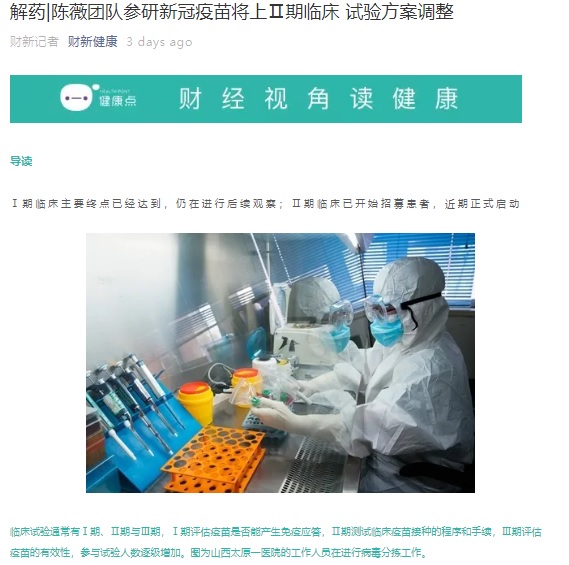 解药|陈薇团队参研新冠疫苗将上Ⅱ期临床 试验方案调整
财新记者 财新健康 3 days ago
健康点 财经视角读健康
导读
Ⅰ期临床主要终点已经达到，仍在进行后续观察；Ⅱ期临床已开始招募患者，近期正式启动
临床试验通常有Ⅰ期、Ⅱ期与Ⅲ期，Ⅰ期评估疫苗是否能产生免疫应答，Ⅱ期测试临床疫苗接种的程序和手续，Ⅲ期评估
疫苗的有效性，参与试验人数逐级增加。图为山西太原一医院的工作人员在进行病毒分拣工作。